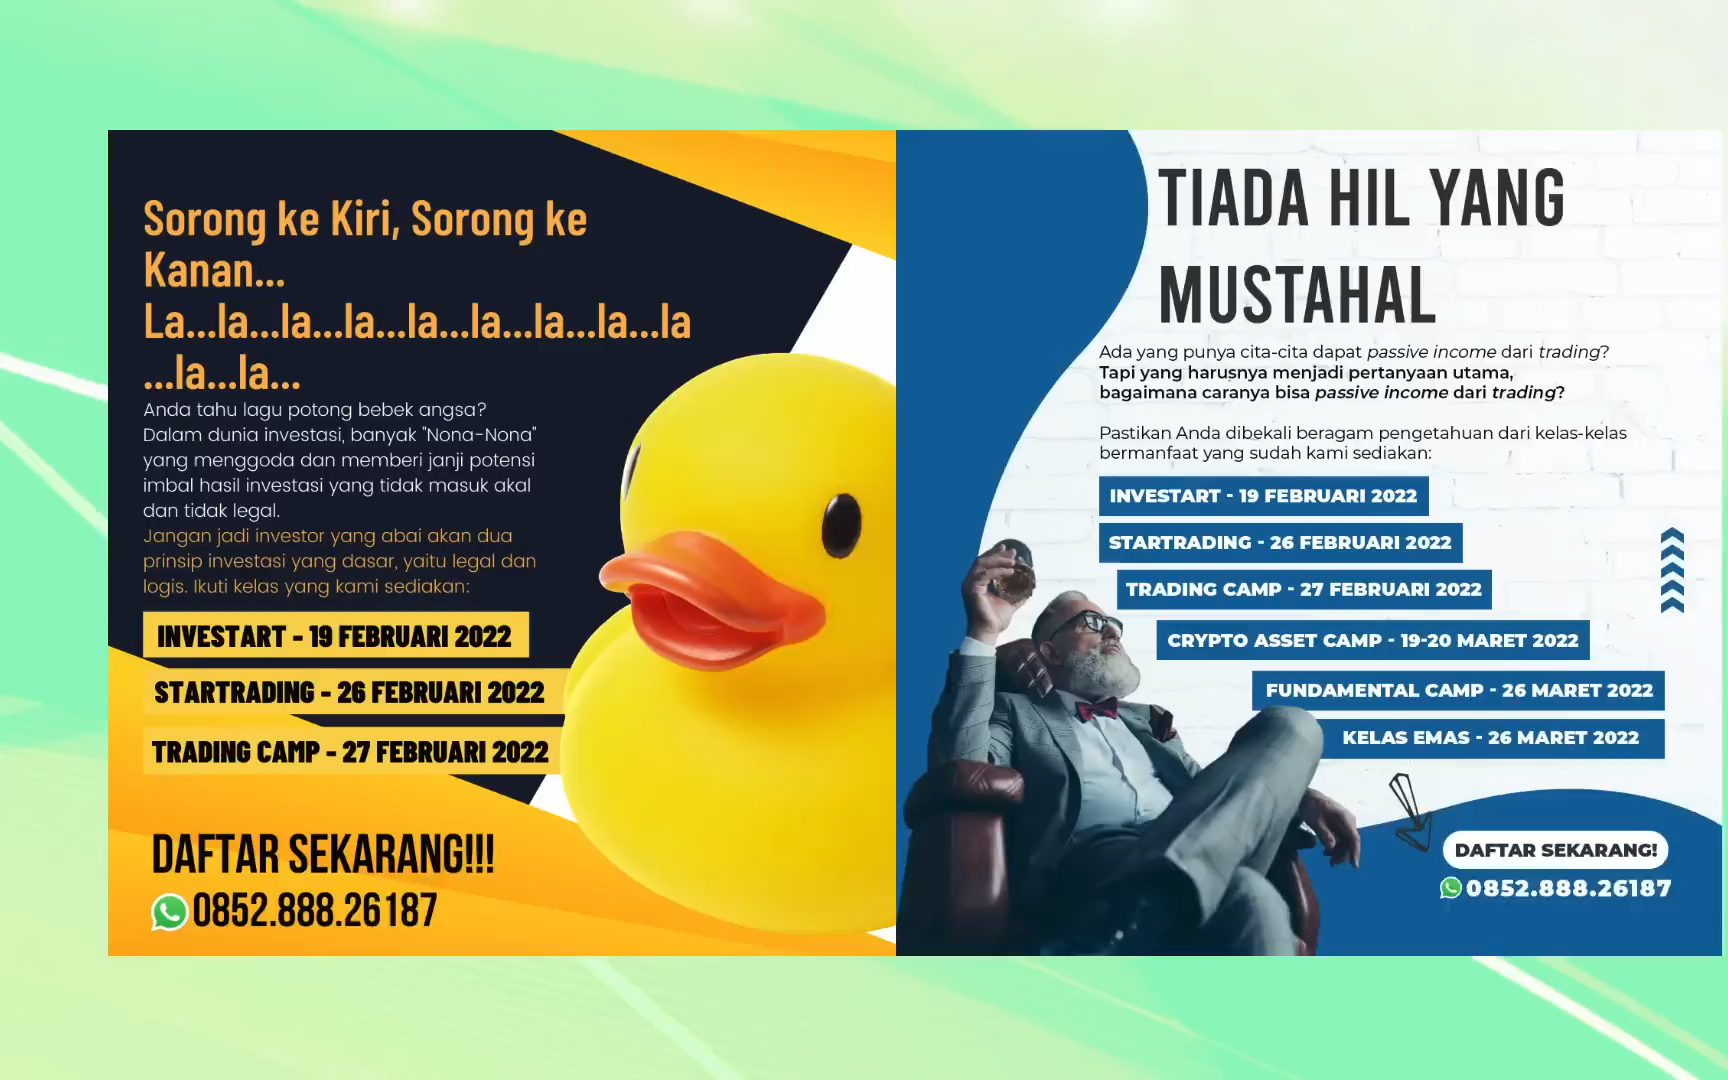 Sorong ke Kiri, Sorong ke
Kanan...
La...la...la...la...la...la...la...la...la
...la...la...
Anda tahu lagu potong bebek angsa?
Dalam dunia investasi, banyak "Nona-Nona"
yang menggoda dan memberi janji potensi
imbal hasil investasi yang tidak masuk akal
dan tidak legal.
Jangan jadi investor yang abai akan dua
prinsip investasi yang dasar, yaitu legal dan
logis. Ikuti kelas yang kami sediakan:
INVESTART - 19 FEBRUARI 2022
STARTRADING - 26 FEBRUARI 2022
TRADING CAMP - 27 FEBRUARI 2022
DAFTAR SEKARANG!!!
0852.888.26187
TIADA HIL YANG
MUSTAHAL
Ada yang punya cita-cita dapat passive income dari trading?
Tapi yang harusnya menjadi pertanyaan utama,
bagaimana caranya bisa passive income dari trading?
Pastikan Anda dibekali beragam pengetahuan dari kelas-kelas
bermanfaat yang sudah kami sediakan:
INVESTART - 19 FEBRUARI 2022
STARTRADING - 26 FEBRUARI 2022
TRADING CAMP - 27 FEBRUARI 2022
CRYPTO ASSET CAMP - 19-20 MARET 2022
FUNDAMENTAL CAMP - 26 MARET 2022
KELAS EMAS - 26 MARET 2022
DAFTAR SEKARANG!
0852.888.26187